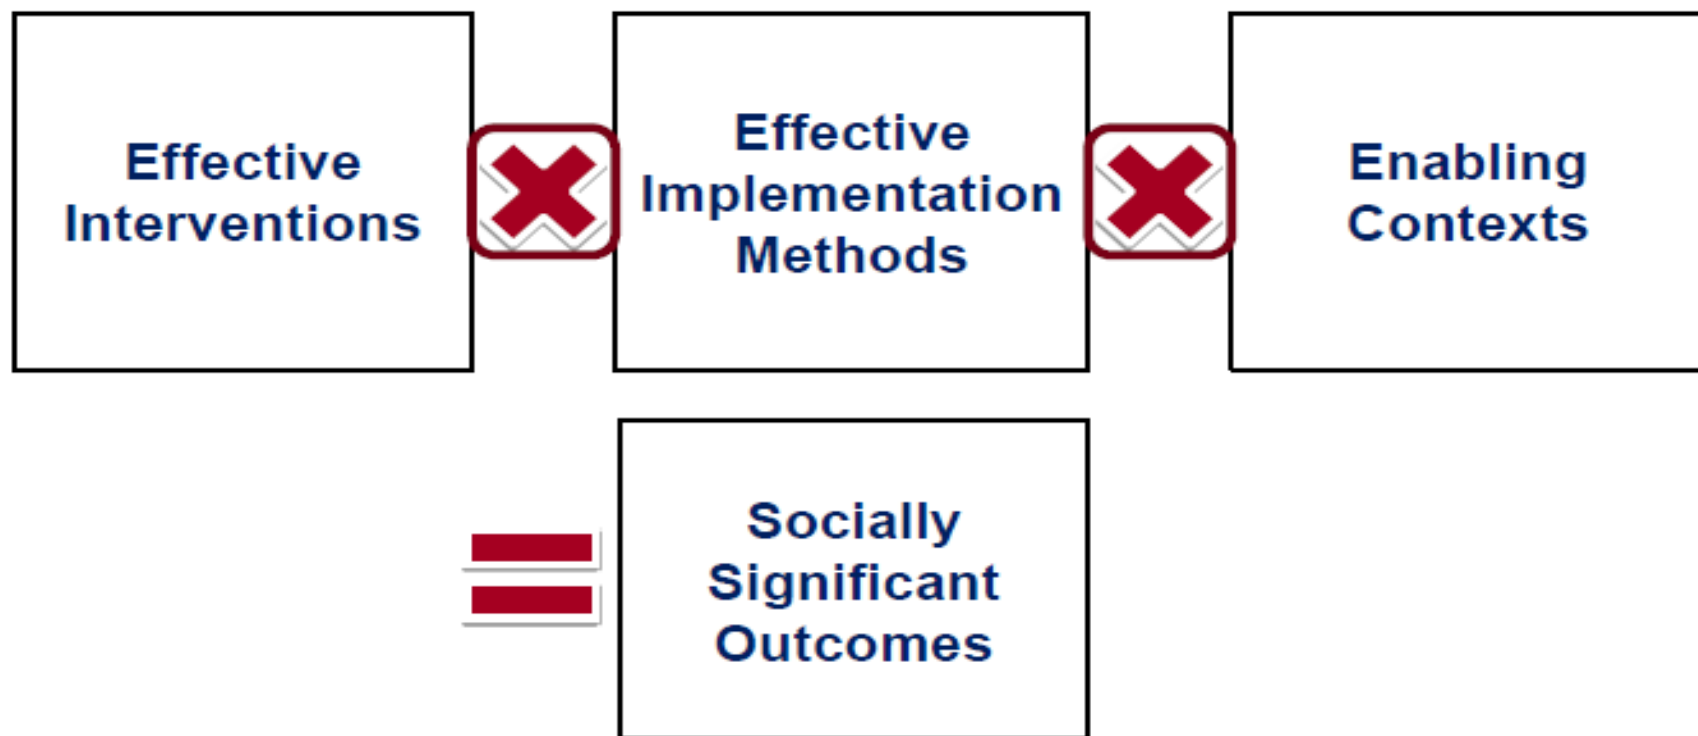 Effective
Interventions
Effective
Implementation
Methods
Enabling
Contexts
Socially
Significant
Outcomes